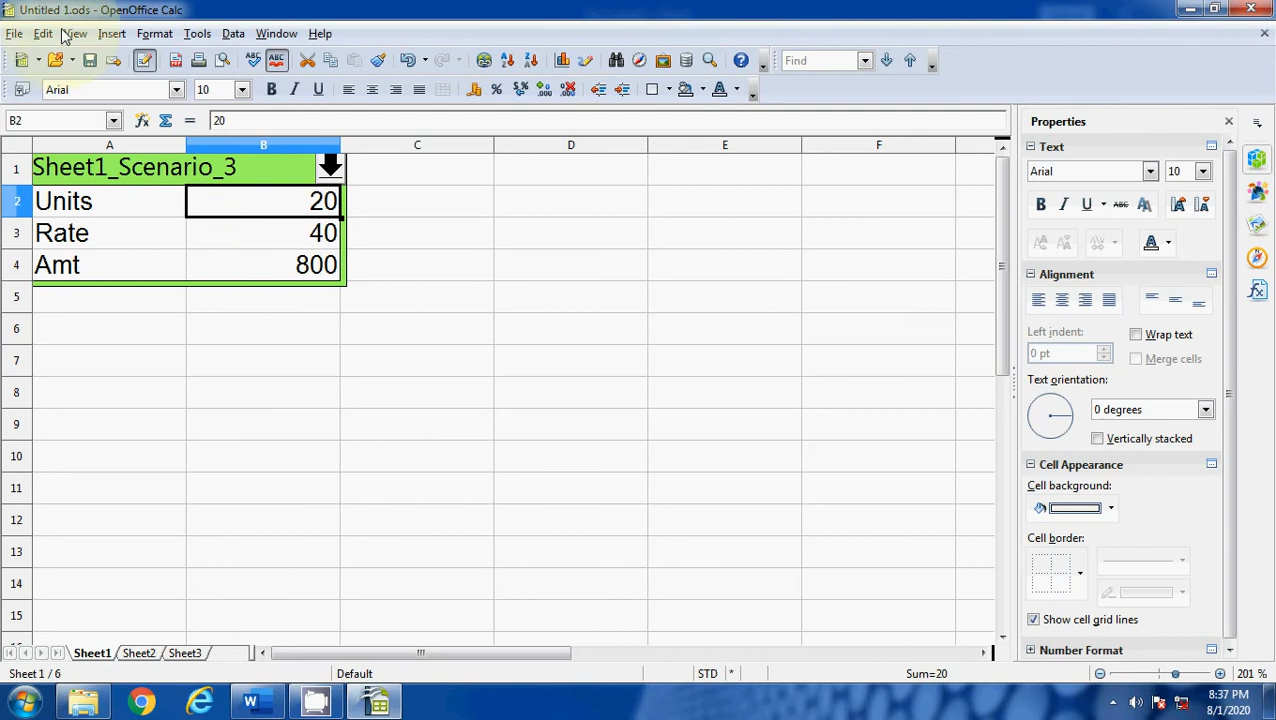 Untitled 1.ods - OpenOffice Calc
File Edit View Insert Format Tools Data Window Help
Find
Arial 10
B2 20
A B C D E F
1 Sheet1_Scenario_3
2 Units 20
3 Rate 40
4 Amt 800
5
6
7
8
9
10
11
12
13
14
15
Properties
Text
Arial 10
Alignment
Left indent:
Wrap text
0 pt
Merge cells
Text orientation:
0 degrees
Vertically stacked
Cell Appearance
Cell background:
Cell border:
Show cell grid lines
Number Format
Sheet1 Sheet2 Sheet3
Sheet 1 / 6 Default STD * Sum=20 201 %
8:37 PM
8/1/2020